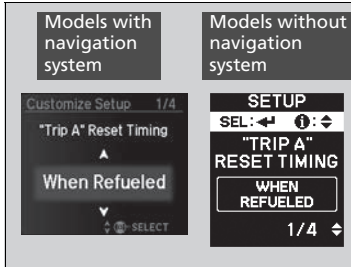 Models with
navigation
system
Models without
navigation
system
Customize Setup 1/4
"Trip A" Reset Timing
When Refueled
SELECT
SETUP
SEL: :
"TRIP A"
RESET TIMING
WHEN
REFUELED
1/4